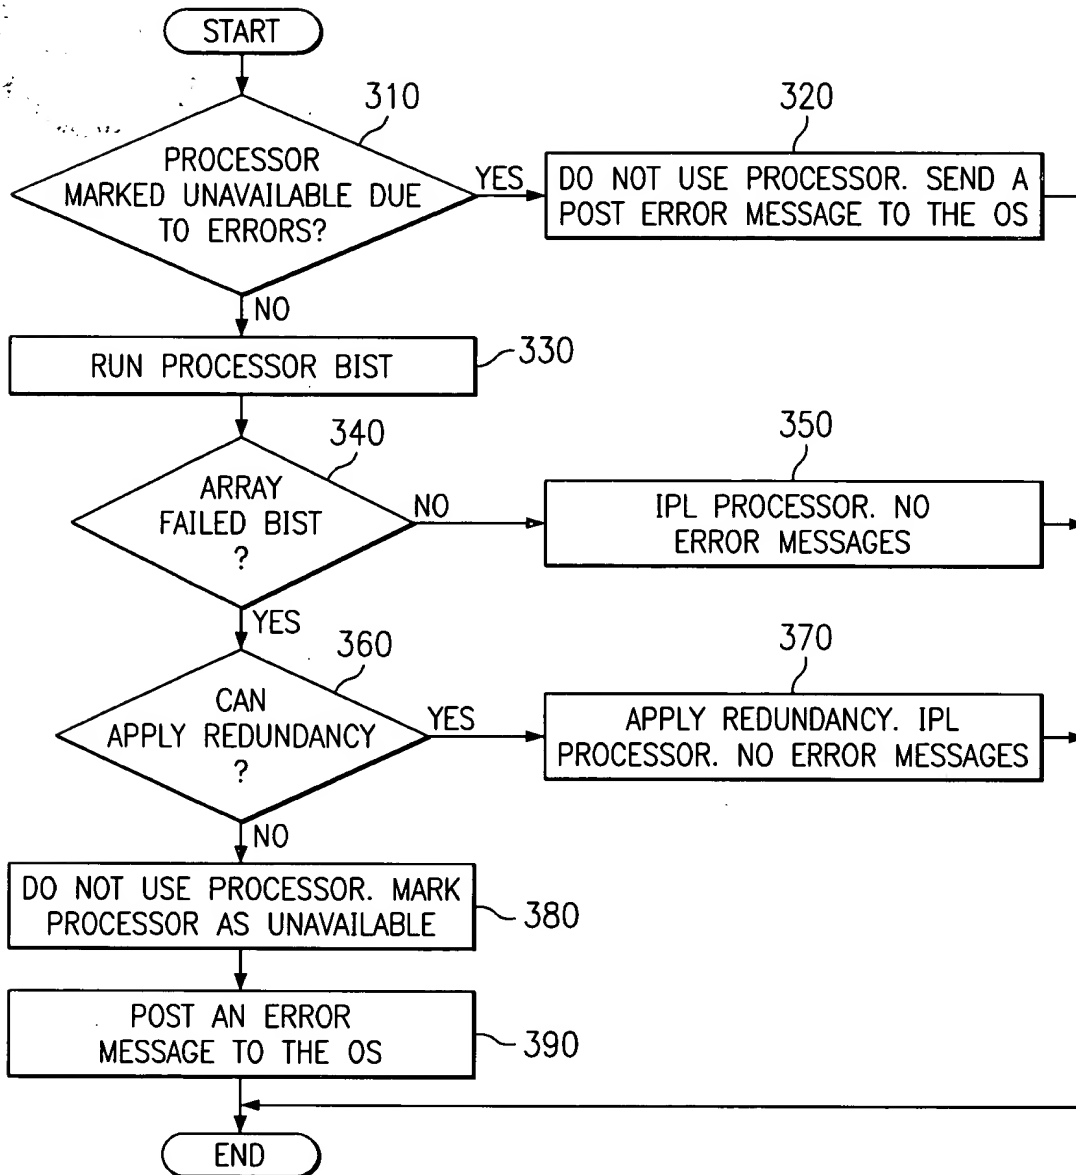 START
310
PROCESSOR
MARKED UNAVAILABLE DUE
TO ERRORS?
YES
320
DO NOT USE PROCESSOR. SEND A
POST ERROR MESSAGE TO THE OS
NO
RUN PROCESSOR BIST
330
340
ARRAY
FAILED BIST
?
NO
350
IPL PROCESSOR. NO
ERROR MESSAGES
YES
360
CAN
APPLY REDUNDANCY
?
YES
370
APPLY REDUNDANCY. IPL
PROCESSOR. NO ERROR MESSAGES
NO
DO NOT USE PROCESSOR. MARK
PROCESSOR AS UNAVAILABLE
380
POST AN ERROR
MESSAGE TO THE OS
390
END